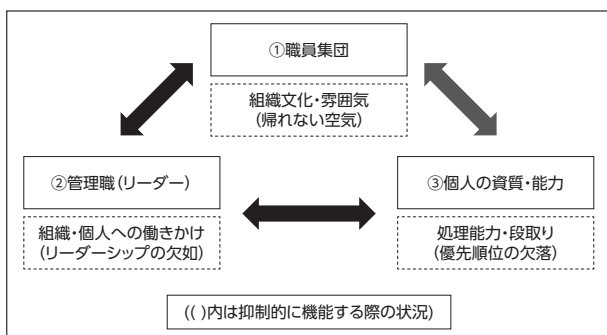 ①職員集団
組織文化・雰囲気
(帰れない空気)
②管理職(リーダー)
③個人の資質・能力
組織・個人への働きかけ
(リーダーシップの欠如)
処理能力・段取り
(優先順位の欠落)
(( )内は抑制的に機能する際の状況)